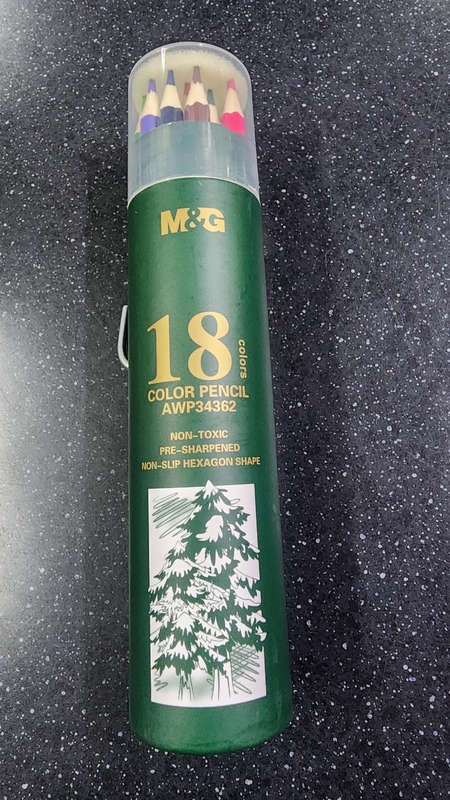 M&G
18 colors
COLOR PENCIL
AWP34362
NON-TOXIC
PRE-SHARPENED
NON-SLIP HEXAGON SHAPE